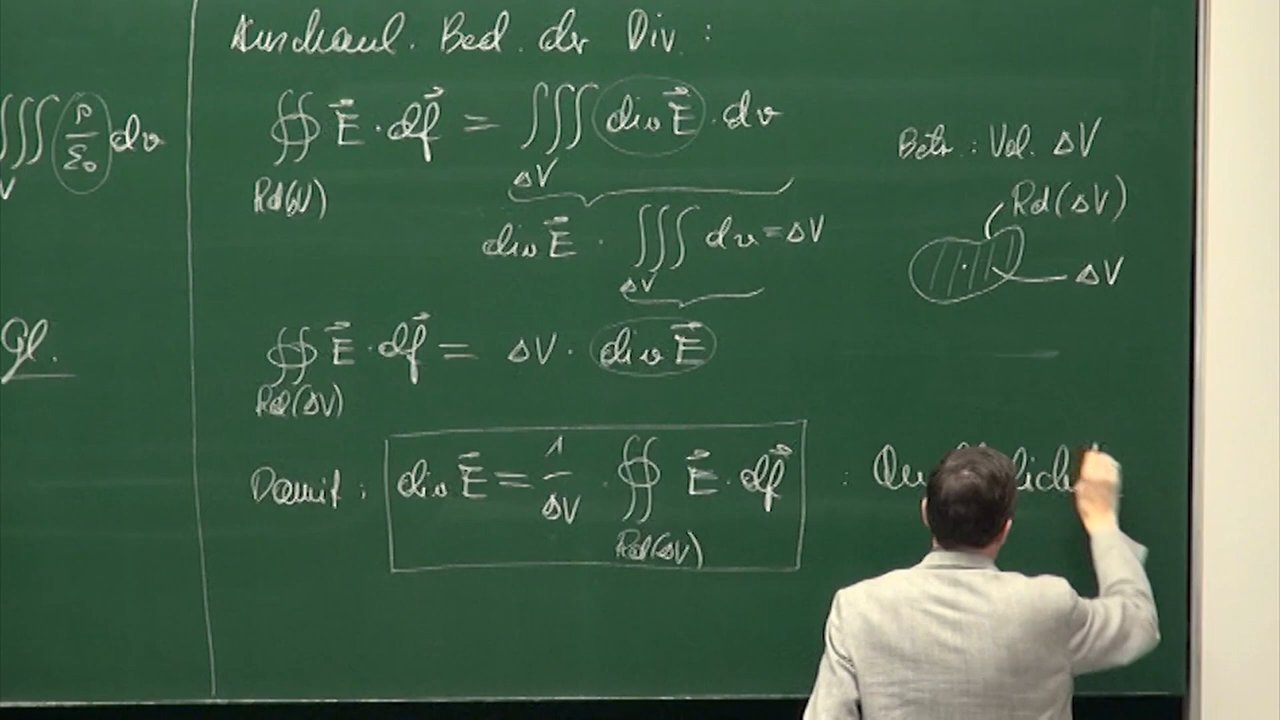 ∭ ρ/ε₀ dv
V
Gl.
Anschaul. Bed. der Div :
∯ E⃗ · df⃗ = ∭ div E⃗ · dv
Rd(V) ΔV
div E⃗ · ∭ dv = ΔV
ΔV
∯ E⃗ · df⃗ = ΔV · div E⃗
Rd(ΔV)
Damit : div E⃗ = 1/ΔV · ∯ E⃗ · df⃗ :
Rd(ΔV)
Betr. : Vol. ΔV
Rd(ΔV)
ΔV